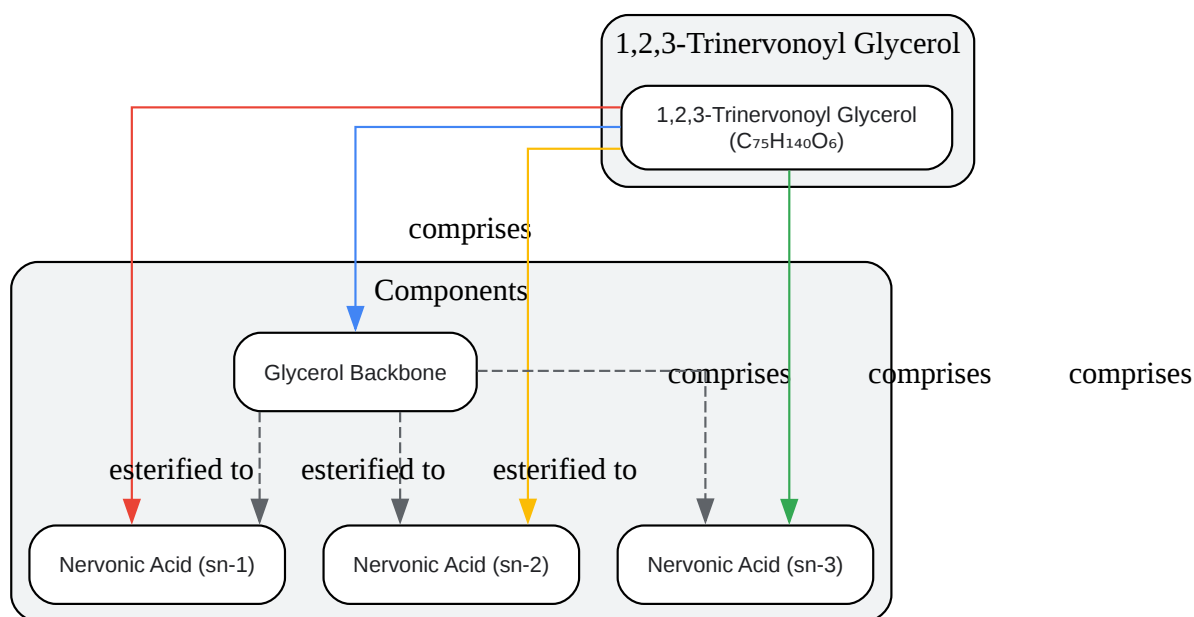 1,2,3-Trinervonoyl Glycerol
1,2,3-Trinervonoyl Glycerol
(C₇₅H₁₄₀O₆)
comprises
Components
Glycerol Backbone
comprises
comprises
comprises
esterified to
esterified to
esterified to
Nervonic Acid (sn-1)
Nervonic Acid (sn-2)
Nervonic Acid (sn-3)